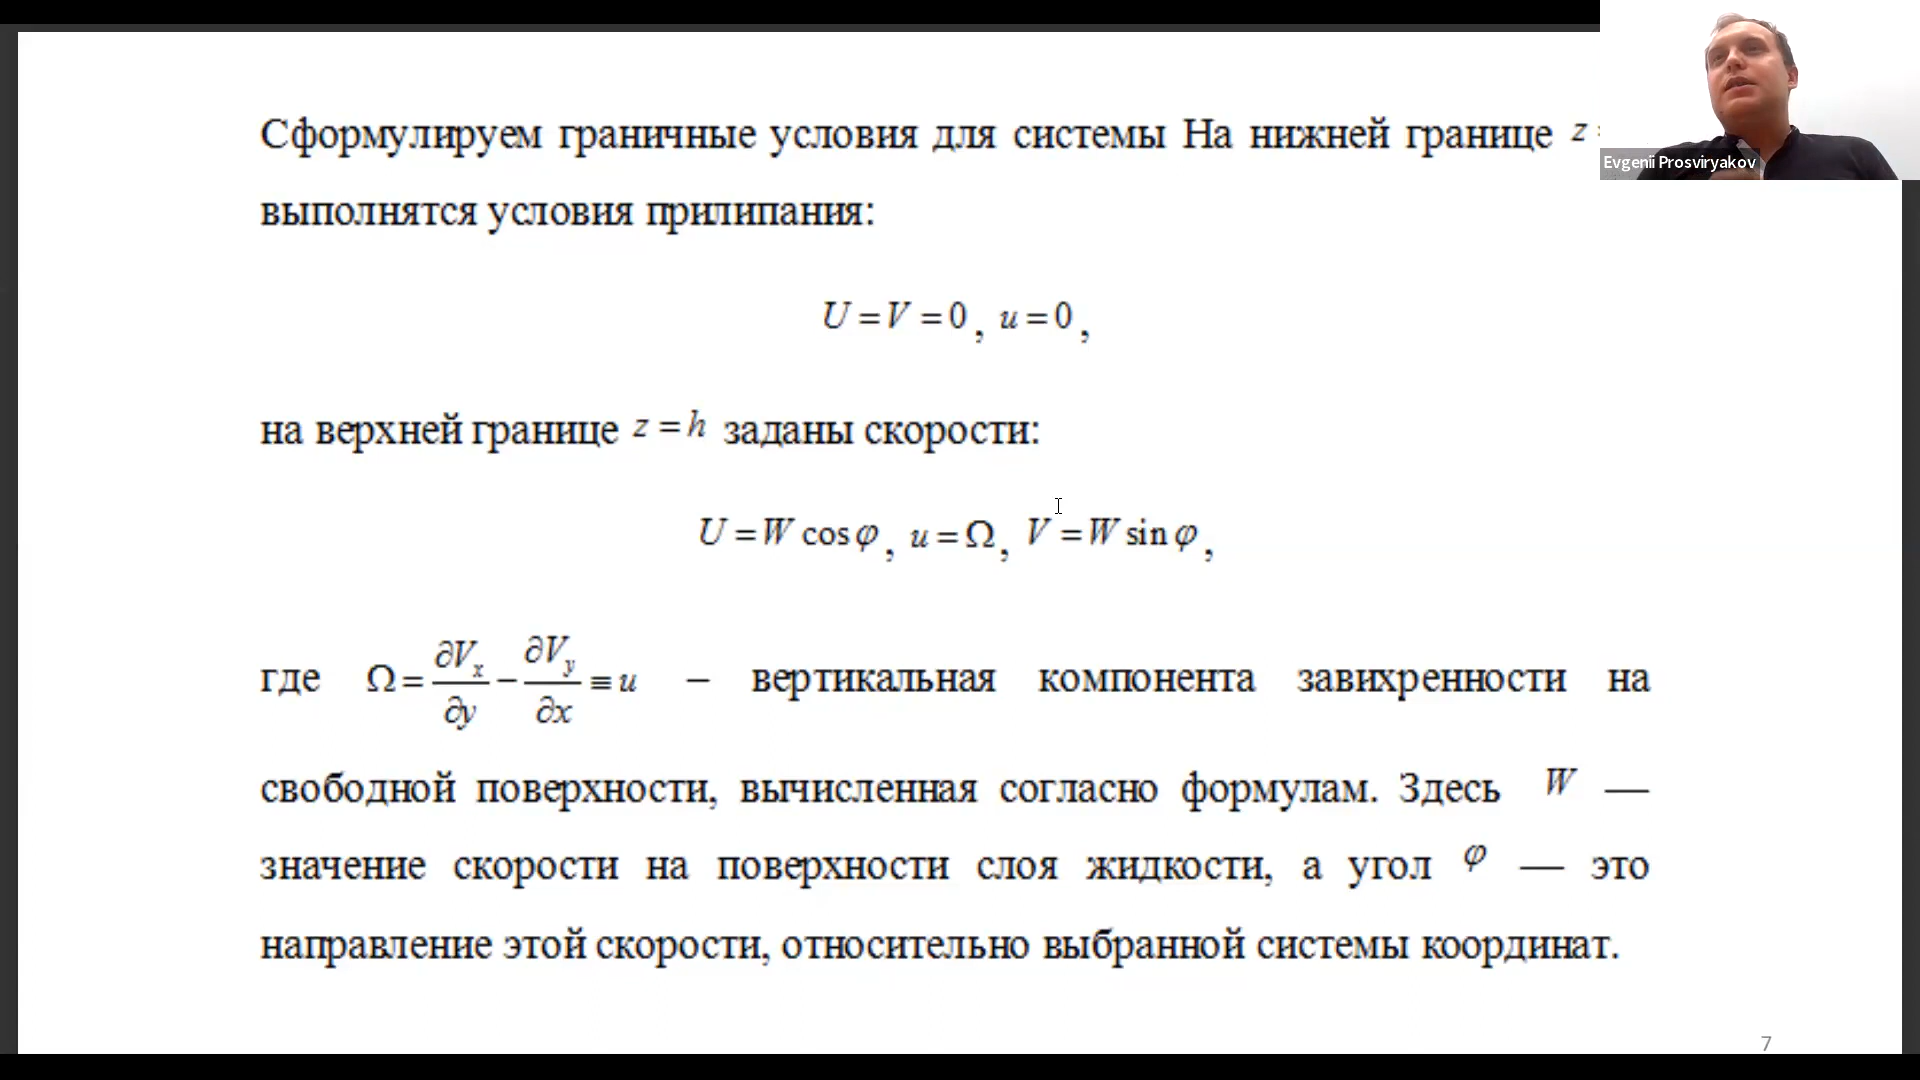 Сформулируем граничные условия для системы На нижней границе z
Evgenii Prosviryakov
выполнятся условия прилипания:
U = V = 0, u = 0,
на верхней границе z = h заданы скорости:
U = W cos φ, u = Ω, V = W sin φ,
где Ω = ∂Vx/∂y − ∂Vy/∂x ≡ u – вертикальная компонента завихренности на
свободной поверхности, вычисленная согласно формулам. Здесь W —
значение скорости на поверхности слоя жидкости, а угол φ — это
направление этой скорости, относительно выбранной системы координат.
7